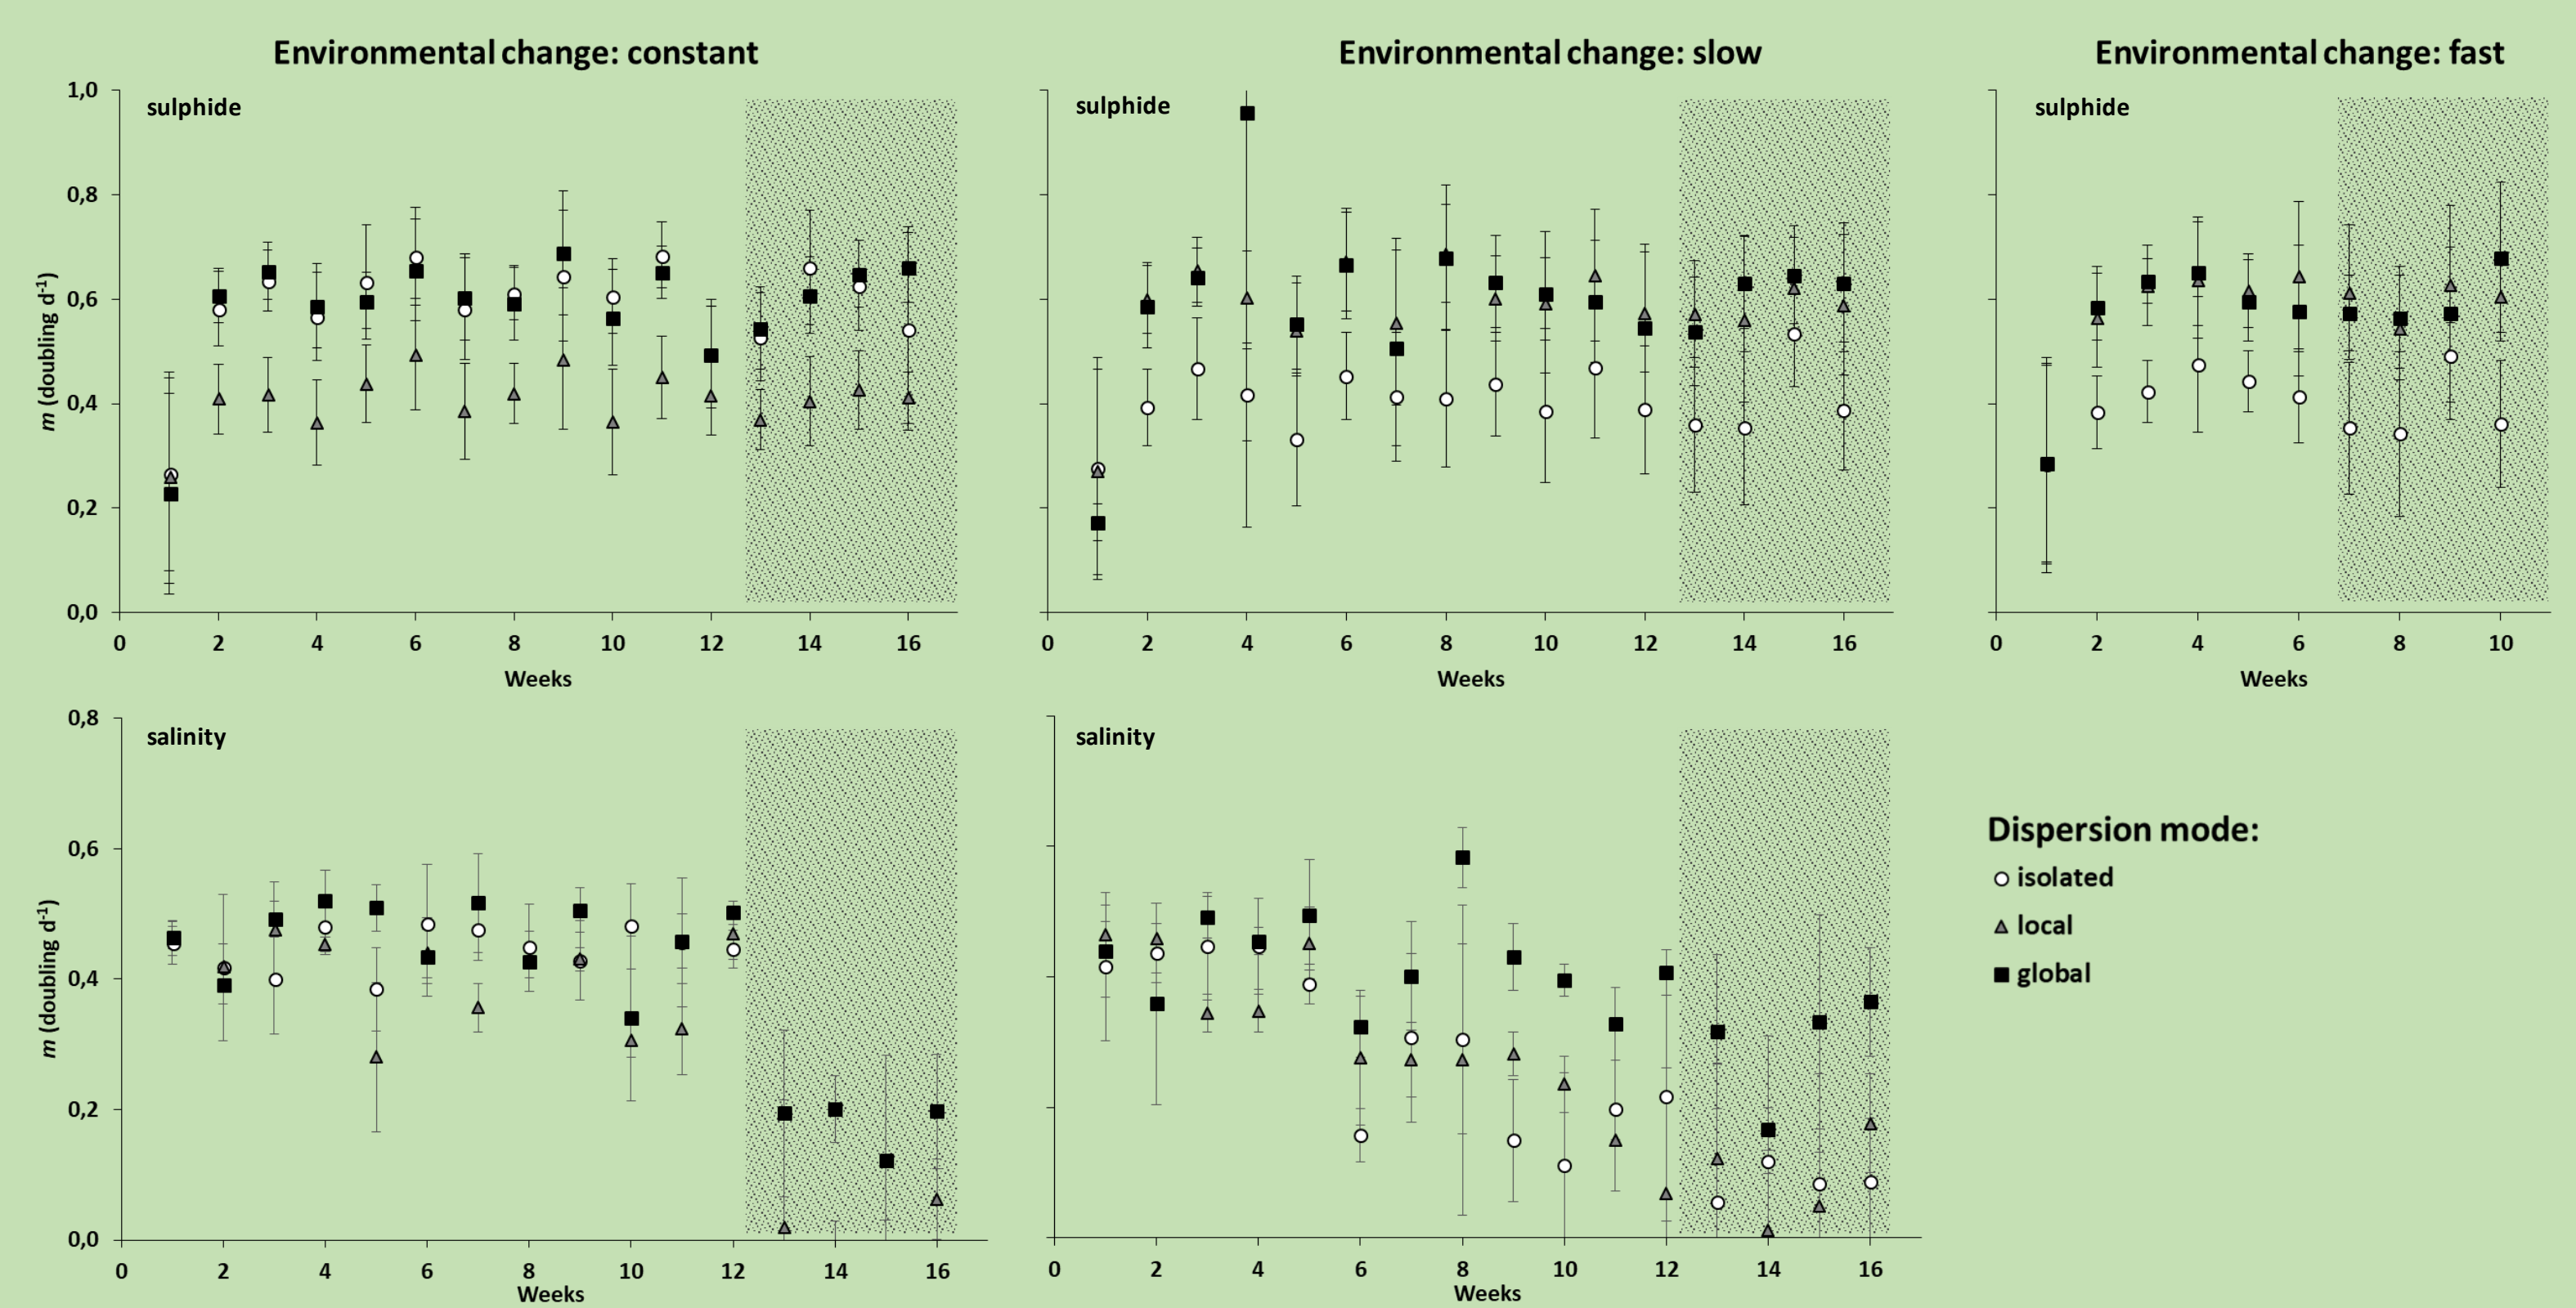 Environmental change: constant
Environmental change: slow
Environmental change: fast
1,0
0,8
0,6
0,4
0,2
0,0
m (doubling d-1)
sulphide
0 2 4 6 8 10 12 14 16
Weeks
sulphide
0 2 4 6 8 10 12 14 16
Weeks
sulphide
0 2 4 6 8 10
Weeks
0,8
0,6
0,4
0,2
0,0
m (doubling d-1)
salinity
0 2 4 6 8 10 12 14 16
Weeks
salinity
0 2 4 6 8 10 12 14 16
Weeks
Dispersion mode:
isolated
local
global